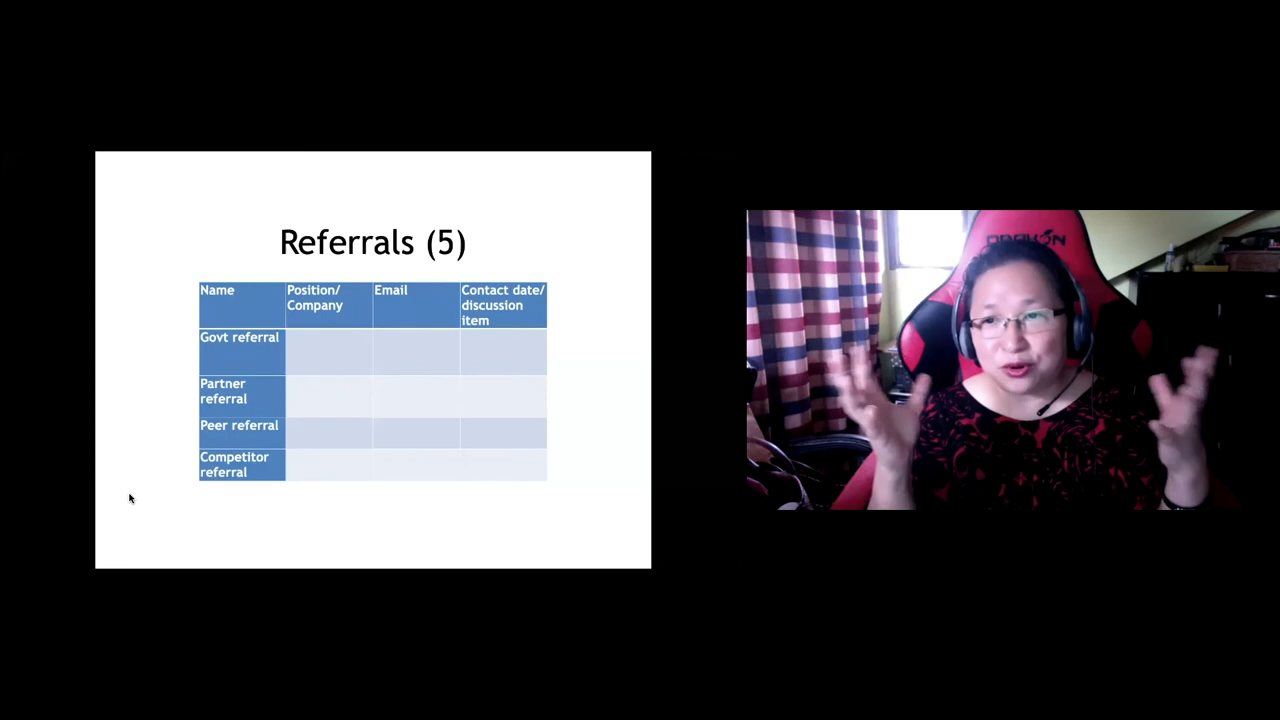 Referrals (5)
Name
Position/
Company
Email
Contact date/
discussion
item
Govt referral
Partner
referral
Peer referral
Competitor
referral